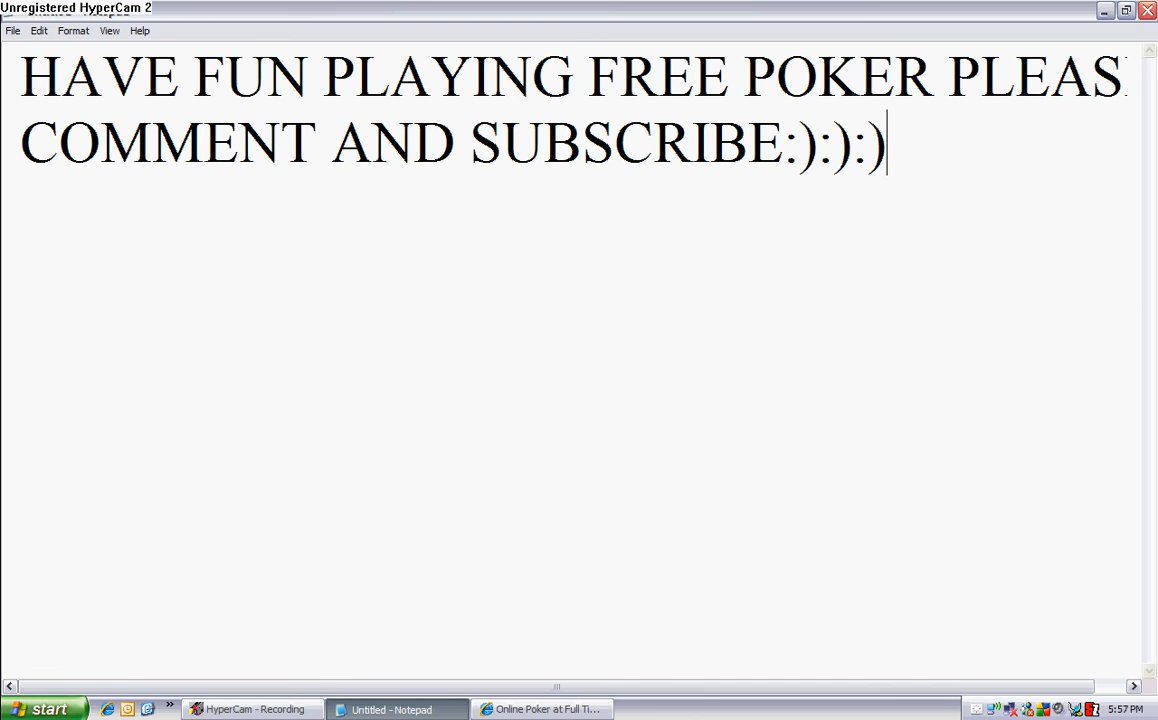 Unregistered HyperCam 2
File Edit Format View Help
HAVE FUN PLAYING FREE POKER PLEAS
COMMENT AND SUBSCRIBE:):):)
start HyperCam - Recording Untitled - Notepad Online Poker at Full Ti... 5:57 PM